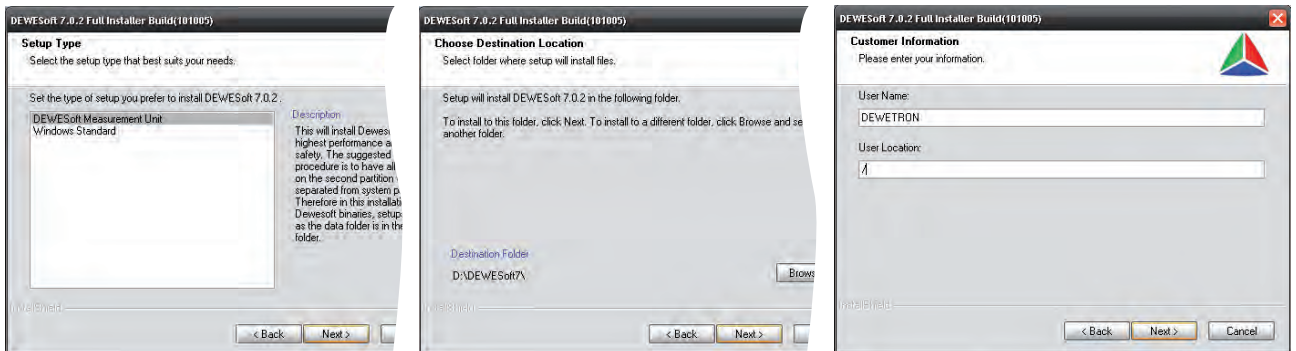 DEWESoft 7.0.2 Full Installer Build(101005)
Setup Type
Select the setup type that best suits your needs.
Set the type of setup you prefer to install DEWESoft 7.0.2 .
DEWESoft Measurement Unit
Windows Standard
Description
This will install Dewes
highest performance a
safety. The suggested
procedure is to have all
on the second partition
separated from system p
Therefore in this installati
Dewesoft binaries, setup
as the data folder is in the
folder.
InstallShield
< Back
Next >
DEWESoft 7.0.2 Full Installer Build(101005)
Choose Destination Location
Select folder where setup will install files.
Setup will install DEWESoft 7.0.2 in the following folder.
To install to this folder, click Next. To install to a different folder, click Browse and se
another folder.
Destination Folder
D:\DEWESoft7\
Brows
InstallShield
< Back
Next >
DEWESoft 7.0.2 Full Installer Build(101005)
Customer Information
Please enter your information.
User Name:
DEWETRON
User Location:
/
InstallShield
< Back
Next >
Cancel